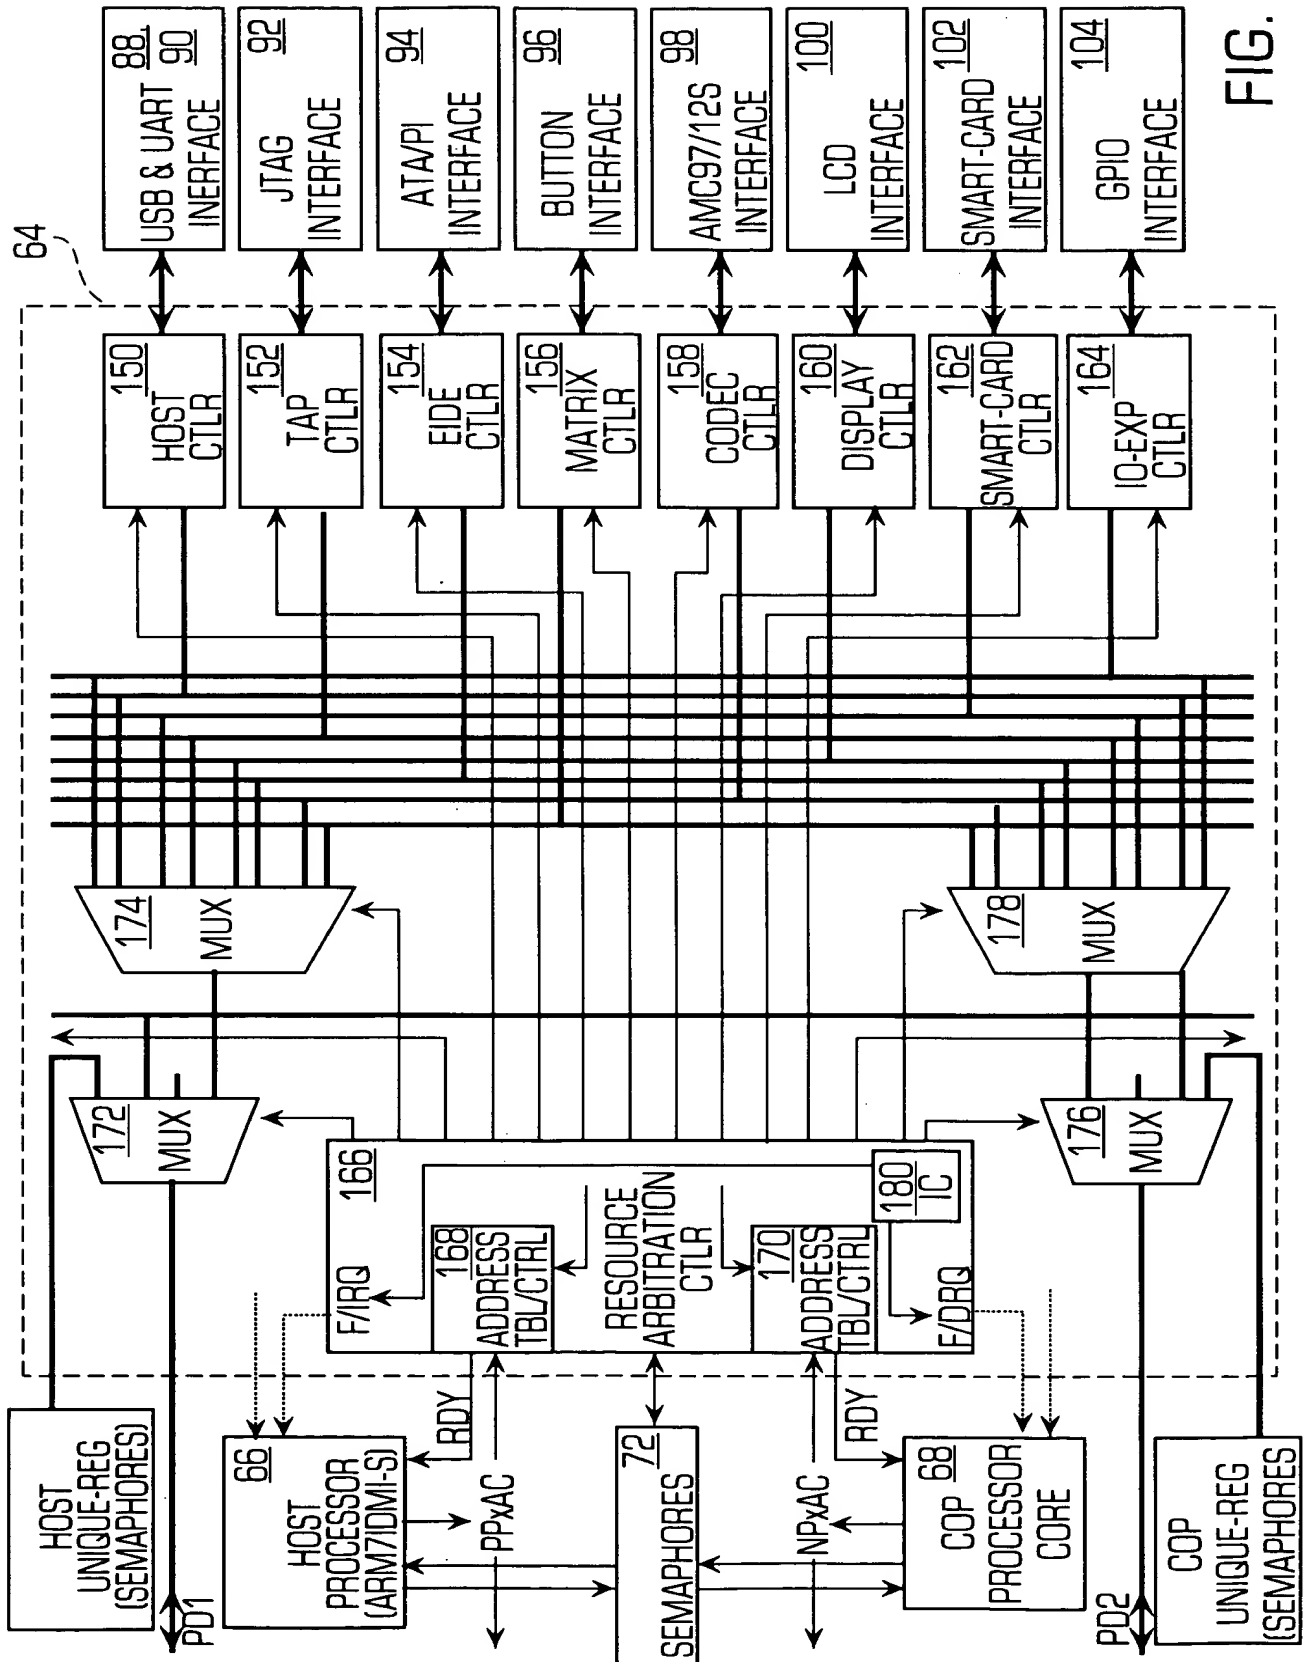 HOST
UNIQUE-REG
(SEMAPHORES)
PD1
66
HOST
PROCESSOR
(ARM7IDMI-S)
RDY
PPxAC
72
SEMAPHORES
NPxAC
RDY
68
COP
PROCESSOR
CORE
PD2
COP
UNIQUE-REG
(SEMAPHORES)
172
MUX
166
F/IRQ
168
ADDRESS
TBL/CTRL
RESOURCE
ARBITRATION
CTLR
170
ADDRESS
TBL/CTRL
180
IC
F/DRQ
176
MUX
174
MUX
178
MUX
64
150
HOST
CTLR
152
TAP
CTLR
154
EIDE
CTLR
156
MATRIX
CTLR
158
CODEC
CTLR
160
DISPLAY
CTLR
162
SMART-CARD
CTLR
164
IO-EXP
CTLR
88,
90
USB & UART
INERFACE
92
JTAG
INTERFACE
94
ATA/PI
INTERFACE
96
BUTTON
INTERFACE
98
AMC97/12S
INTERFACE
100
LCD
INTERFACE
102
SMART-CARD
INTERFACE
104
GPIO
INTERFACE
FIG.